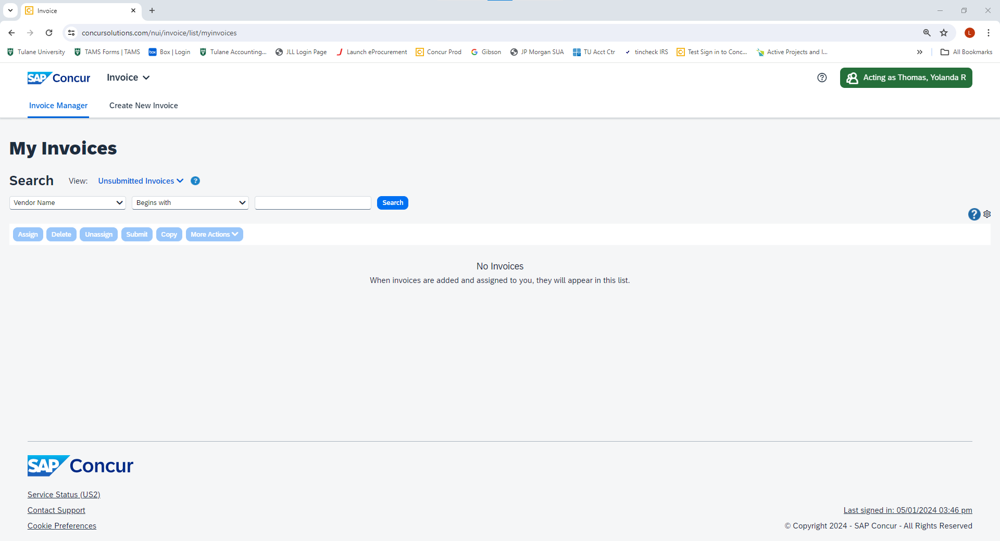 Invoice
concursolutions.com/nui/invoice/list/myinvoices
L
Tulane University
TAMS Forms | TAMS
box Box | Login
Tulane Accounting...
JLL Login Page
Launch eProcurement
Concur Prod
Gibson
JP Morgan SUA
TU Acct Ctr
tincheck IRS
Test Sign in to Conc...
Active Projects and I...
All Bookmarks
SAP Concur
Invoice
Acting as Thomas, Yolanda R
Invoice Manager
Create New Invoice
My Invoices
Search
View:
Unsubmitted Invoices
?
Vendor Name
Begins with
Search
?
Assign
Delete
Unassign
Submit
Copy
More Actions
No Invoices
When invoices are added and assigned to you, they will appear in this list.
SAP Concur
Service Status (US2)
Contact Support
Cookie Preferences
Last signed in: 05/01/2024 03:46 pm
© Copyright 2024 - SAP Concur - All Rights Reserved